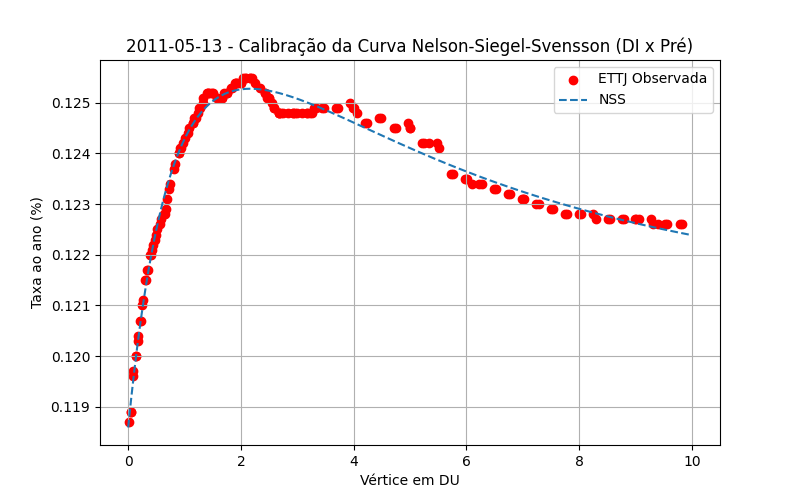 2011-05-13 - Calibração da Curva Nelson-Siegel-Svensson (DI x Pré)
ETTJ Observada
NSS
Taxa ao ano (%)
0.125
0.124
0.123
0.122
0.121
0.120
0.119
0 2 4 6 8 10
Vértice em DU